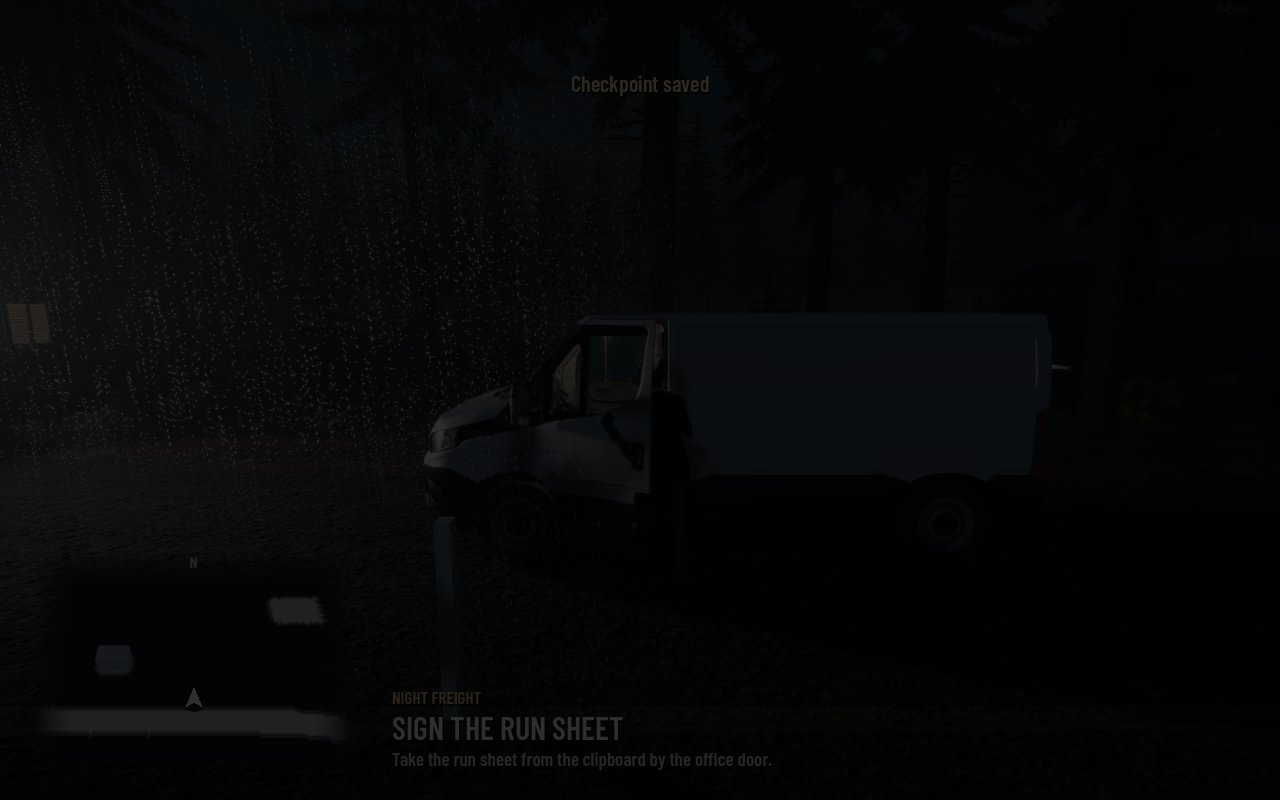 Checkpoint saved
N
NIGHT FREIGHT
SIGN THE RUN SHEET
Take the run sheet from the clipboard by the office door.